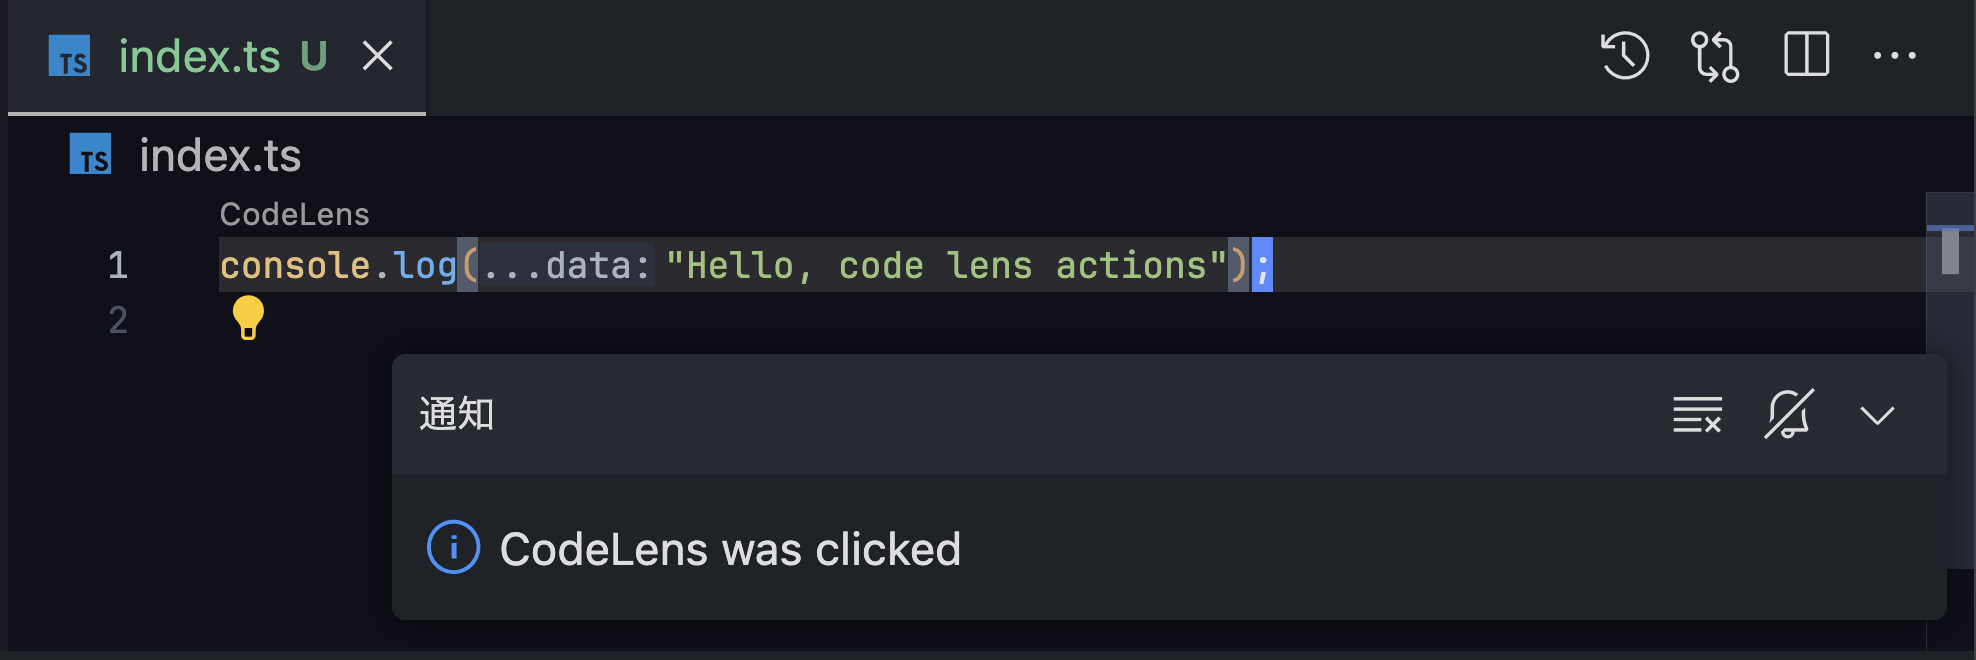 TS index.ts U
TS index.ts
CodeLens
1 console.log(...data:"Hello, code lens actions");
2
通知
CodeLens was clicked